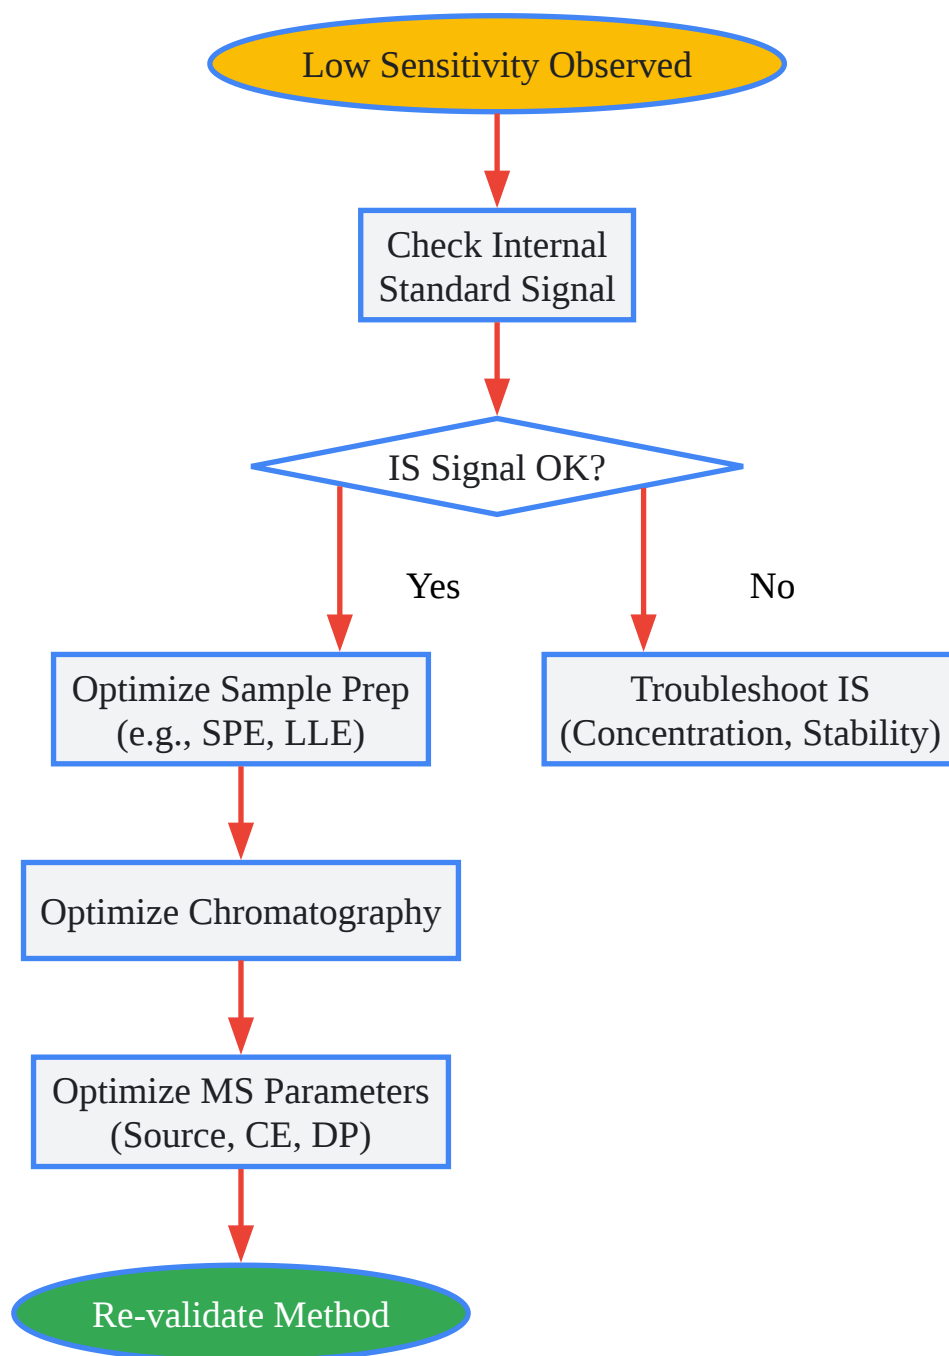 Low Sensitivity Observed
Check Internal
Standard Signal
IS Signal OK?
Yes
No
Optimize Sample Prep
(e.g., SPE, LLE)
Troubleshoot IS
(Concentration, Stability)
Optimize Chromatography
Optimize MS Parameters
(Source, CE, DP)
Re-validate Method